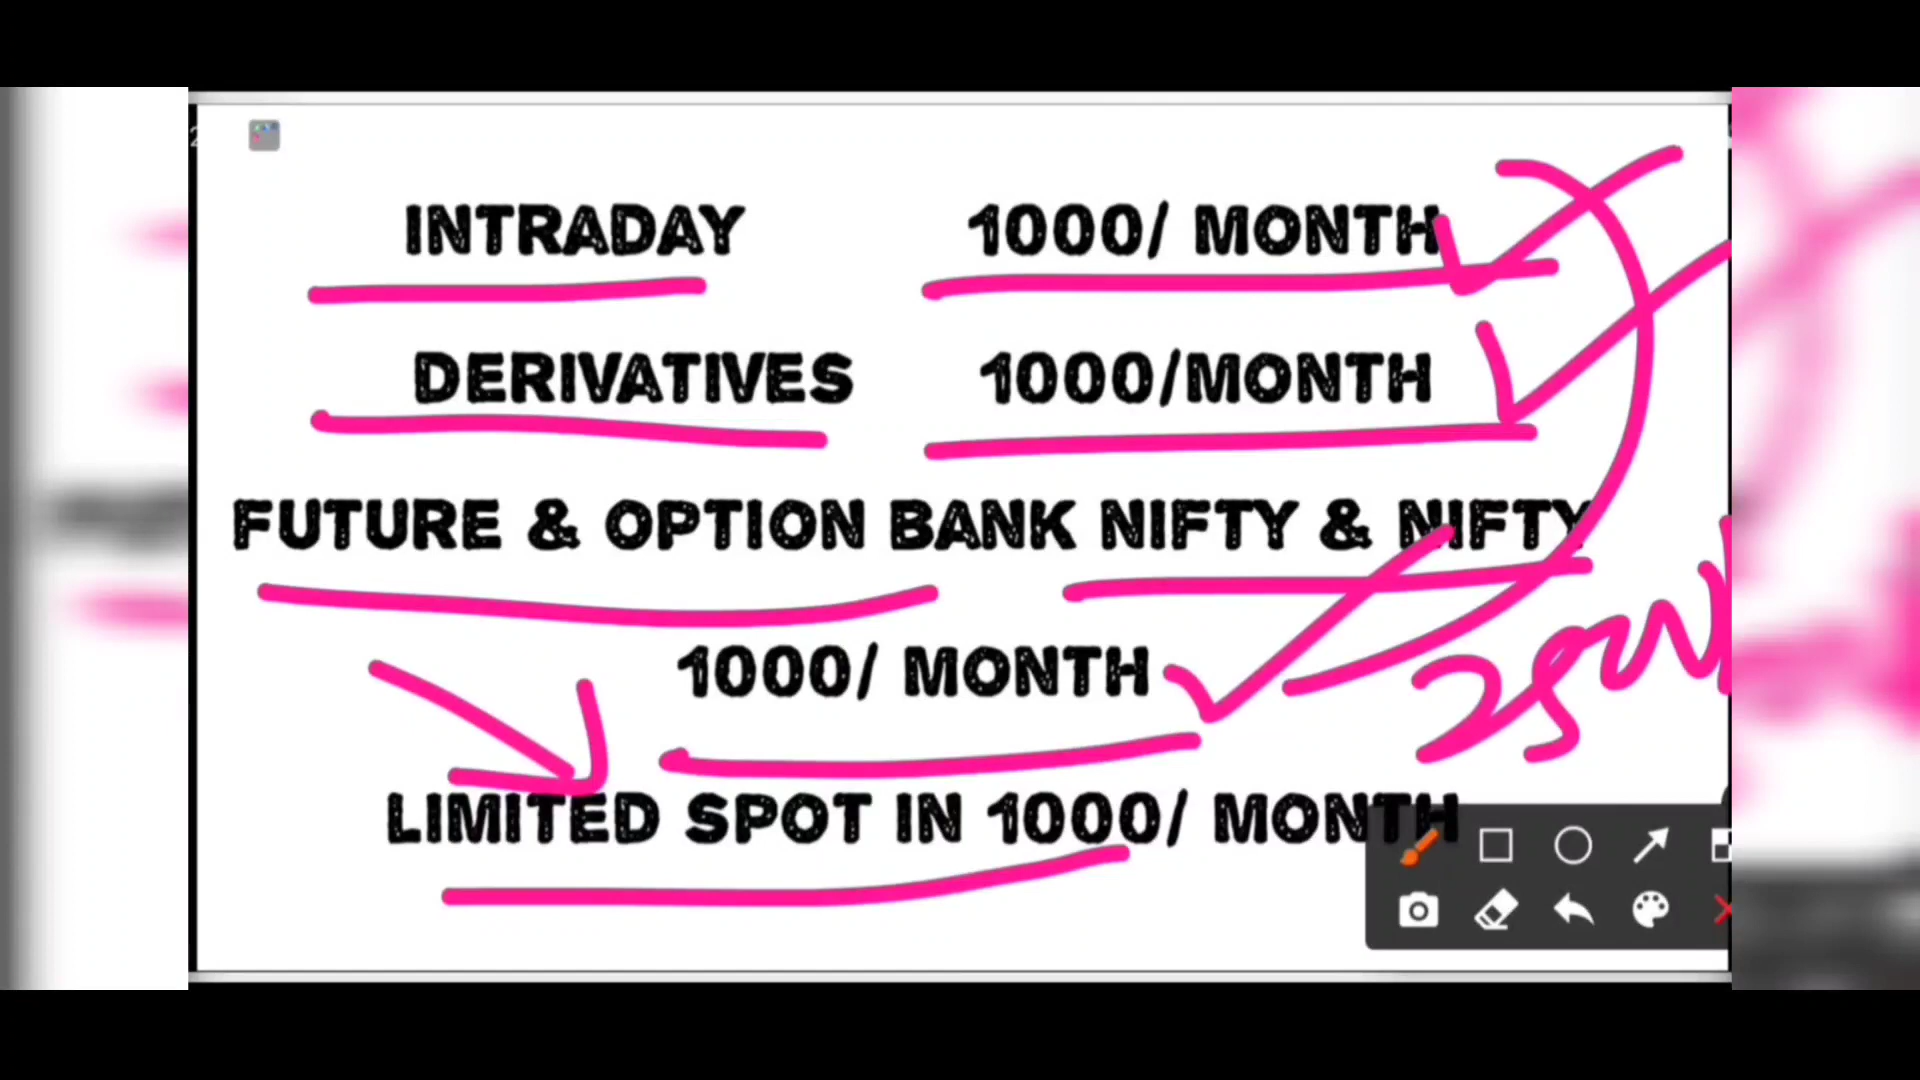 INTRADAY 1000/ MONTH
DERIVATIVES 1000/MONTH
FUTURE & OPTION BANK NIFTY & NIFTY
1000/ MONTH
LIMITED SPOT IN 1000/ MONTH